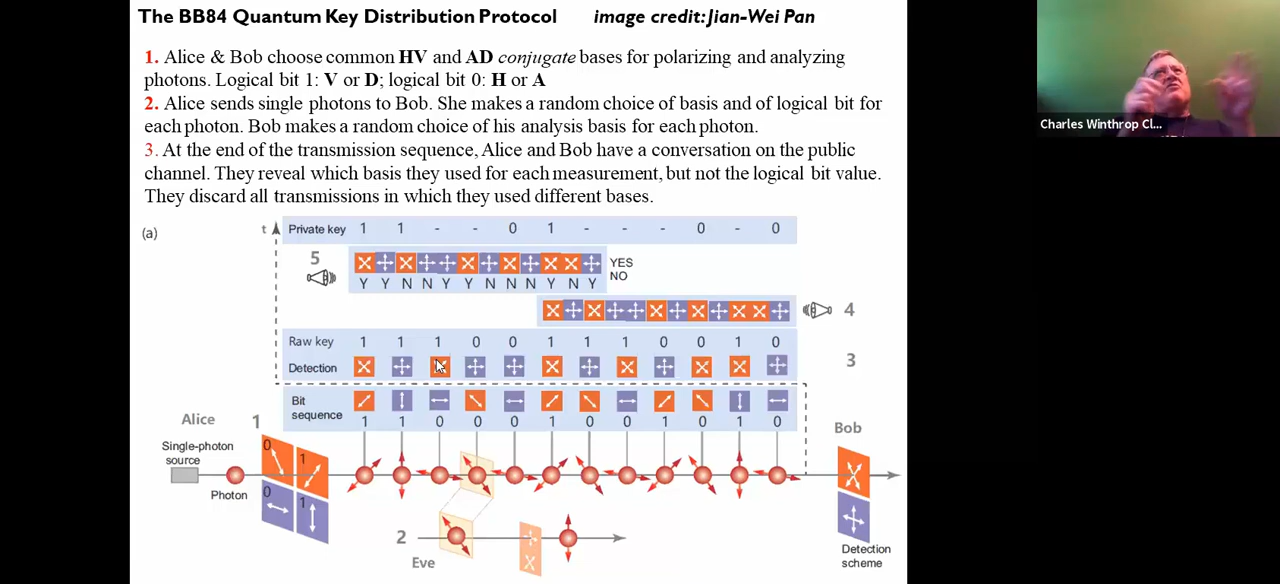 The BB84 Quantum Key Distribution Protocol image credit:Jian-Wei Pan
1. Alice & Bob choose common HV and AD conjugate bases for polarizing and analyzing
photons. Logical bit 1: V or D; logical bit 0: H or A
2. Alice sends single photons to Bob. She makes a random choice of basis and of logical bit for
each photon. Bob makes a random choice of his analysis basis for each photon.
3. At the end of the transmission sequence, Alice and Bob have a conversation on the public
channel. They reveal which basis they used for each measurement, but not the logical bit value.
They discard all transmissions in which they used different bases.
Charles Winthrop Cl...
(a)
t Private key 1 1 - - 0 1 - - - 0 - 0
5
YES
NO
Y Y N N Y Y N N N Y N Y
4
Raw key 1 1 1 0 0 1 1 1 0 0 1 0
Detection
3
Bit
sequence 1 1 0 0 0 1 0 0 1 0 1 0
Alice 1
Bob
Single-photon
source
0 1
Photon
0 1
2
Eve
Detection
scheme